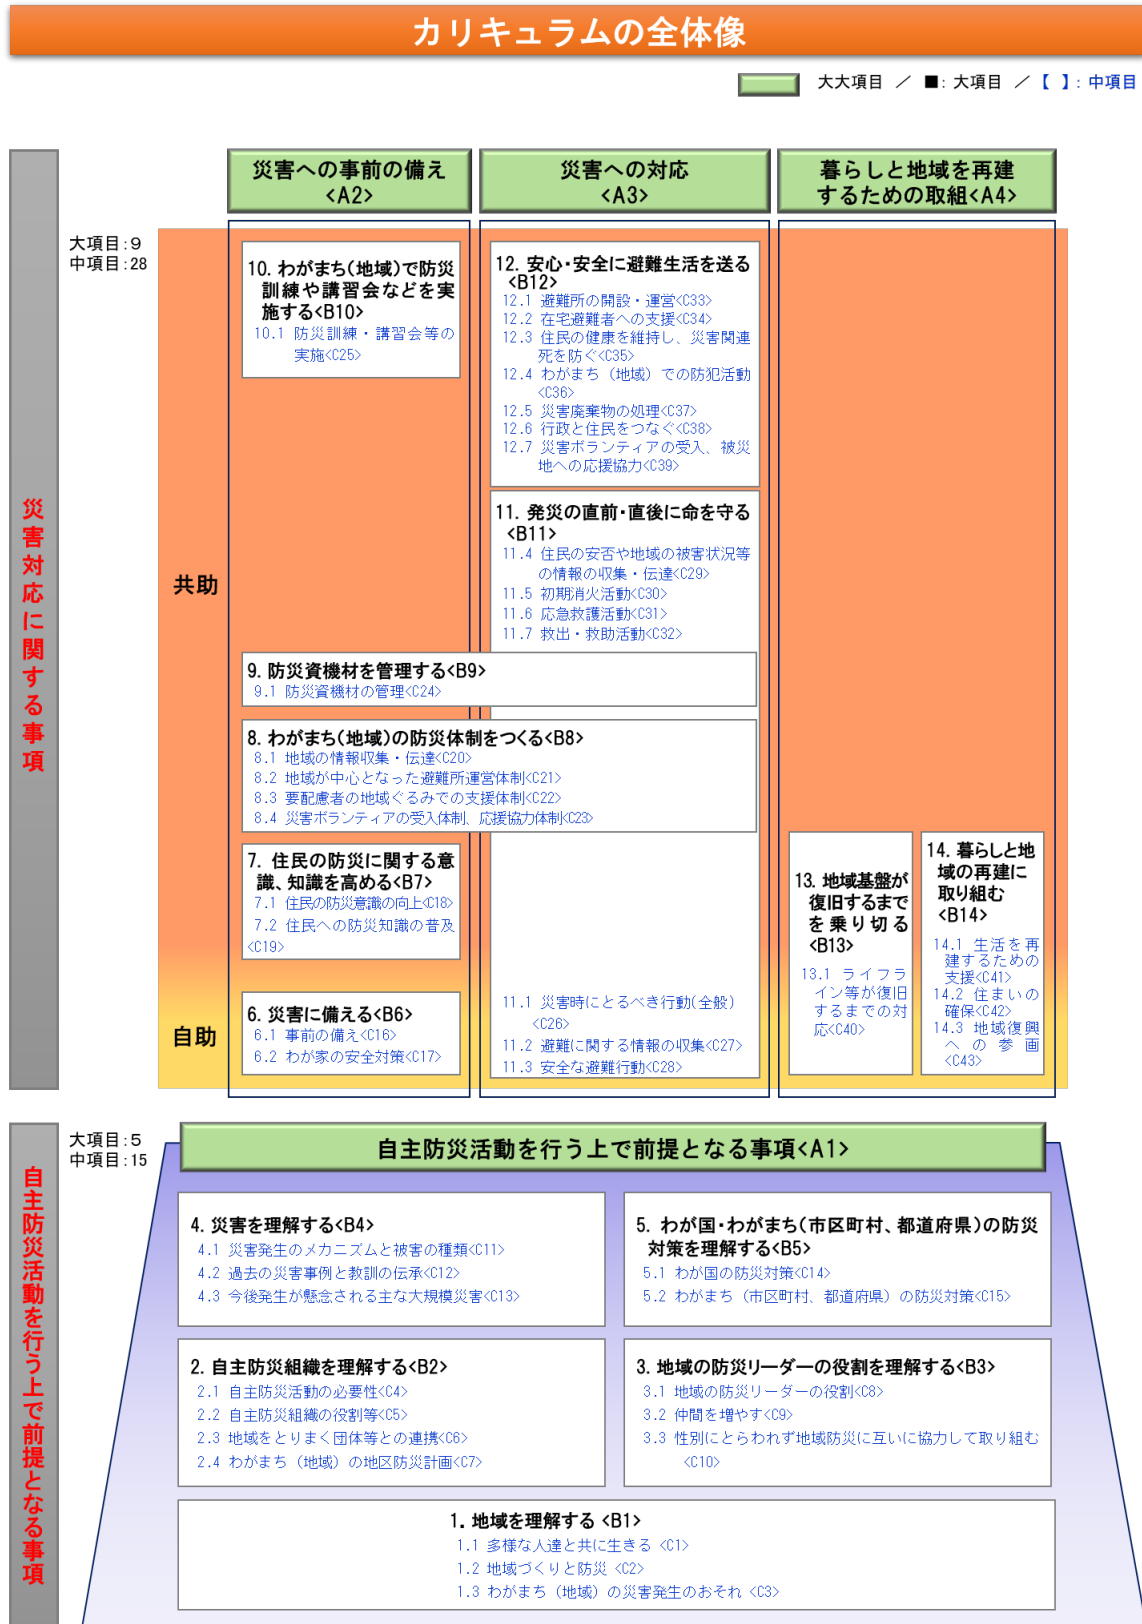 カリキュラムの全体像
大大項目 ／ ■：大項目 ／【 】：中項目
災害対応に関する事項
大項目：9
中項目：28
共助
自助
災害への事前の備え
<A2>
災害への対応
<A3>
暮らしと地域を再建
するための取組<A4>
10. わがまち(地域)で防災
訓練や講習会などを実
施する<B10>
10.1 防災訓練・講習会等の
実施<C25>
12. 安心・安全に避難生活を送る
<B12>
12.1 避難所の開設・運営<C33>
12.2 在宅避難者への支援<C34>
12.3 住民の健康を維持し、災害関連
死を防ぐ<C35>
12.4 わがまち（地域）での防犯活動
<C36>
12.5 災害廃棄物の処理<C37>
12.6 行政と住民をつなぐ<C38>
12.7 災害ボランティアの受入、被災
地への応援協力<C39>
11. 発災の直前・直後に命を守る
<B11>
11.4 住民の安否や地域の被害状況等
の情報の収集・伝達<C29>
11.5 初期消火活動<C30>
11.6 応急救護活動<C31>
11.7 救出・救助活動<C32>
9. 防災資機材を管理する<B9>
9.1 防災資機材の管理<C24>
8. わがまち(地域)の防災体制をつくる<B8>
8.1 地域の情報収集・伝達<C20>
8.2 地域が中心となった避難所運営体制<C21>
8.3 要配慮者の地域ぐるみでの支援体制<C22>
8.4 災害ボランティアの受入体制、応援協力体制<C23>
7. 住民の防災に関する意
識、知識を高める<B7>
7.1 住民の防災意識の向上<C18>
7.2 住民への防災知識の普及
<C19>
6. 災害に備える<B6>
6.1 事前の備え<C16>
6.2 わが家の安全対策<C17>
11.1 災害時にとるべき行動(全般)
<C26>
11.2 避難に関する情報の収集<C27>
11.3 安全な避難行動<C28>
13. 地域基盤が
復旧するまで
を乗り切る
<B13>
13.1 ライフラ
イン等が復旧
するまでの対
応<C40>
14. 暮らしと地
域の再建に
取り組む
<B14>
14.1 生活を再
建するための
支援<C41>
14.2 住まいの
確保<C42>
14.3 地域復興
への参画
<C43>
自主防災活動を行う上で前提となる事項
大項目：5
中項目：15
自主防災活動を行う上で前提となる事項<A1>
4. 災害を理解する<B4>
4.1 災害発生のメカニズムと被害の種類<C11>
4.2 過去の災害事例と教訓の伝承<C12>
4.3 今後発生が懸念される主な大規模災害<C13>
5. わが国・わがまち(市区町村、都道府県)の防災
対策を理解する<B5>
5.1 わが国の防災対策<C14>
5.2 わがまち（市区町村、都道府県）の防災対策<C15>
2. 自主防災組織を理解する<B2>
2.1 自主防災活動の必要性<C4>
2.2 自主防災組織の役割等<C5>
2.3 地域をとりまく団体等との連携<C6>
2.4 わがまち（地域）の地区防災計画<C7>
3. 地域の防災リーダーの役割を理解する<B3>
3.1 地域の防災リーダーの役割<C8>
3.2 仲間を増やす<C9>
3.3 性別にとらわれず地域防災に互いに協力して取り組む
<C10>
1. 地域を理解する <B1>
1.1 多様な人達と共に生きる <C1>
1.2 地域づくりと防災 <C2>
1.3 わがまち（地域）の災害発生のおそれ <C3>